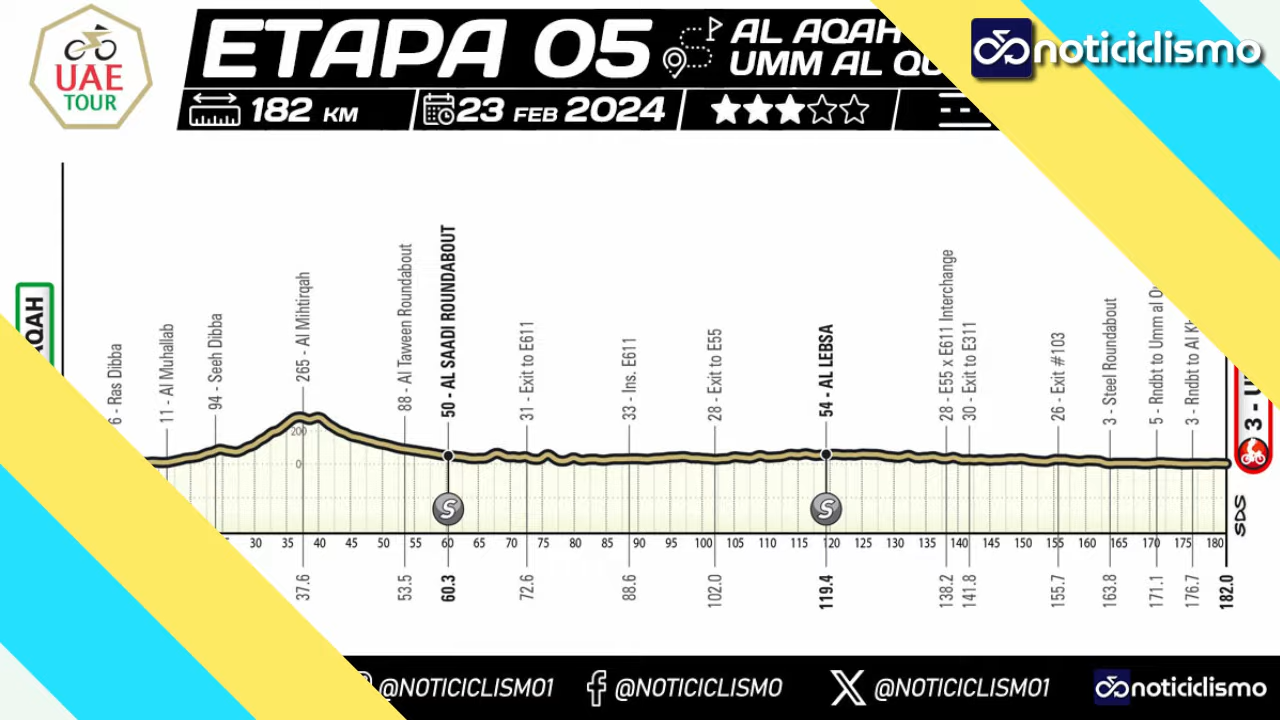 UAE
TOUR
ETAPA 05
AL AQAH
UMM AL QU
noticiclismo
182 KM
23 FEB 2024
AQAH
6 - Ras Dibba
11 - Al Muhallab
94 - Seeh Dibba
265 - Al Mihtirqah
88 - Al Taween Roundabout
50 - AL SAADI ROUNDABOUT
31 - Exit to E611
33 - Ins. E611
28 - Exit to E55
54 - AL LEBSA
28 - E55 x E611 Interchange
30 - Exit to E311
26 - Exit #103
3 - Steel Roundabout
5 - Rndbt to Umm al
3 - Rndbt to Al
3 -
200
0
S
S
SDS
30 35 40 45 50 55 60 65 70 75 80 85 90 95 100 105 110 115 120 125 130 135 140 145 150 155 160 165 170 175 180
37.6
53.5
60.3
72.6
88.6
102.0
119.4
138.2
141.8
155.7
163.8
171.1
176.7
182.0
@NOTICICLISMO1
@NOTICICLISMO
@NOTICICLISMO1
noticiclismo